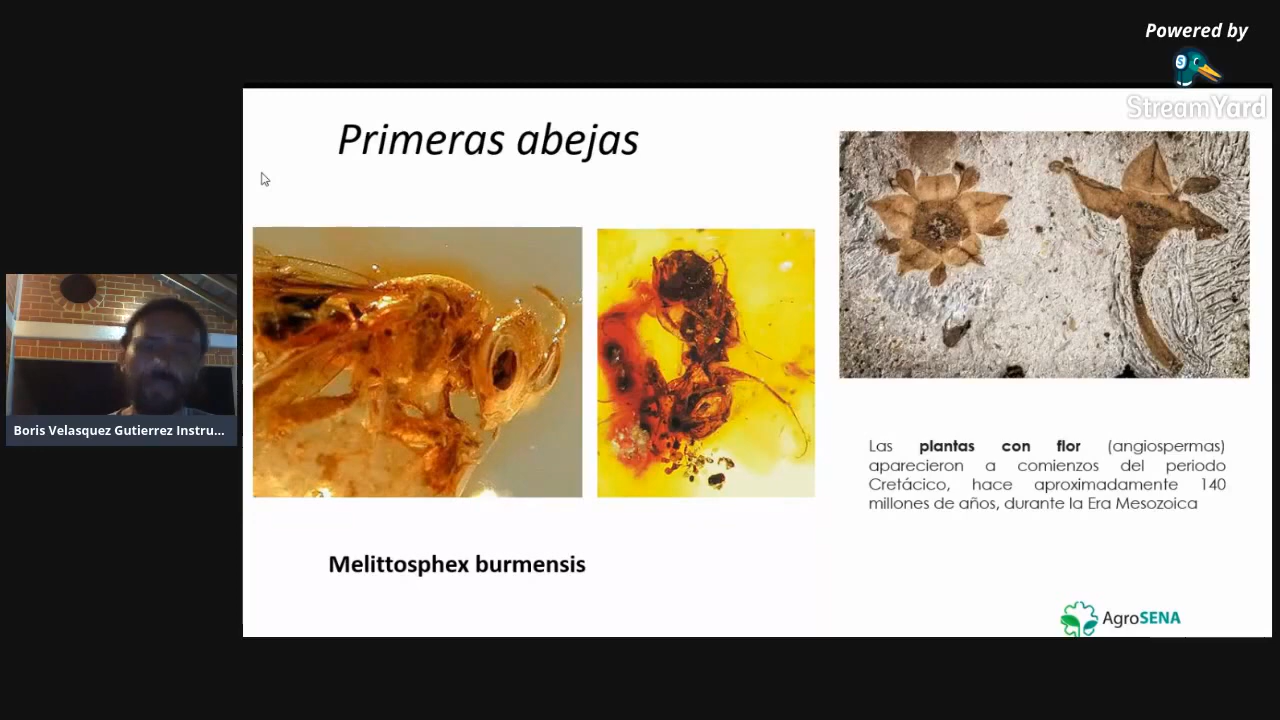 Powered by
StreamYard
Primeras abejas
Las plantas con flor (angiospermas)
aparecieron a comienzos del periodo
Cretácico, hace aproximadamente 140
millones de años, durante la Era Mesozoica
Boris Velasquez Gutierrez Instru...
Melittosphex burmensis
AgroSENA